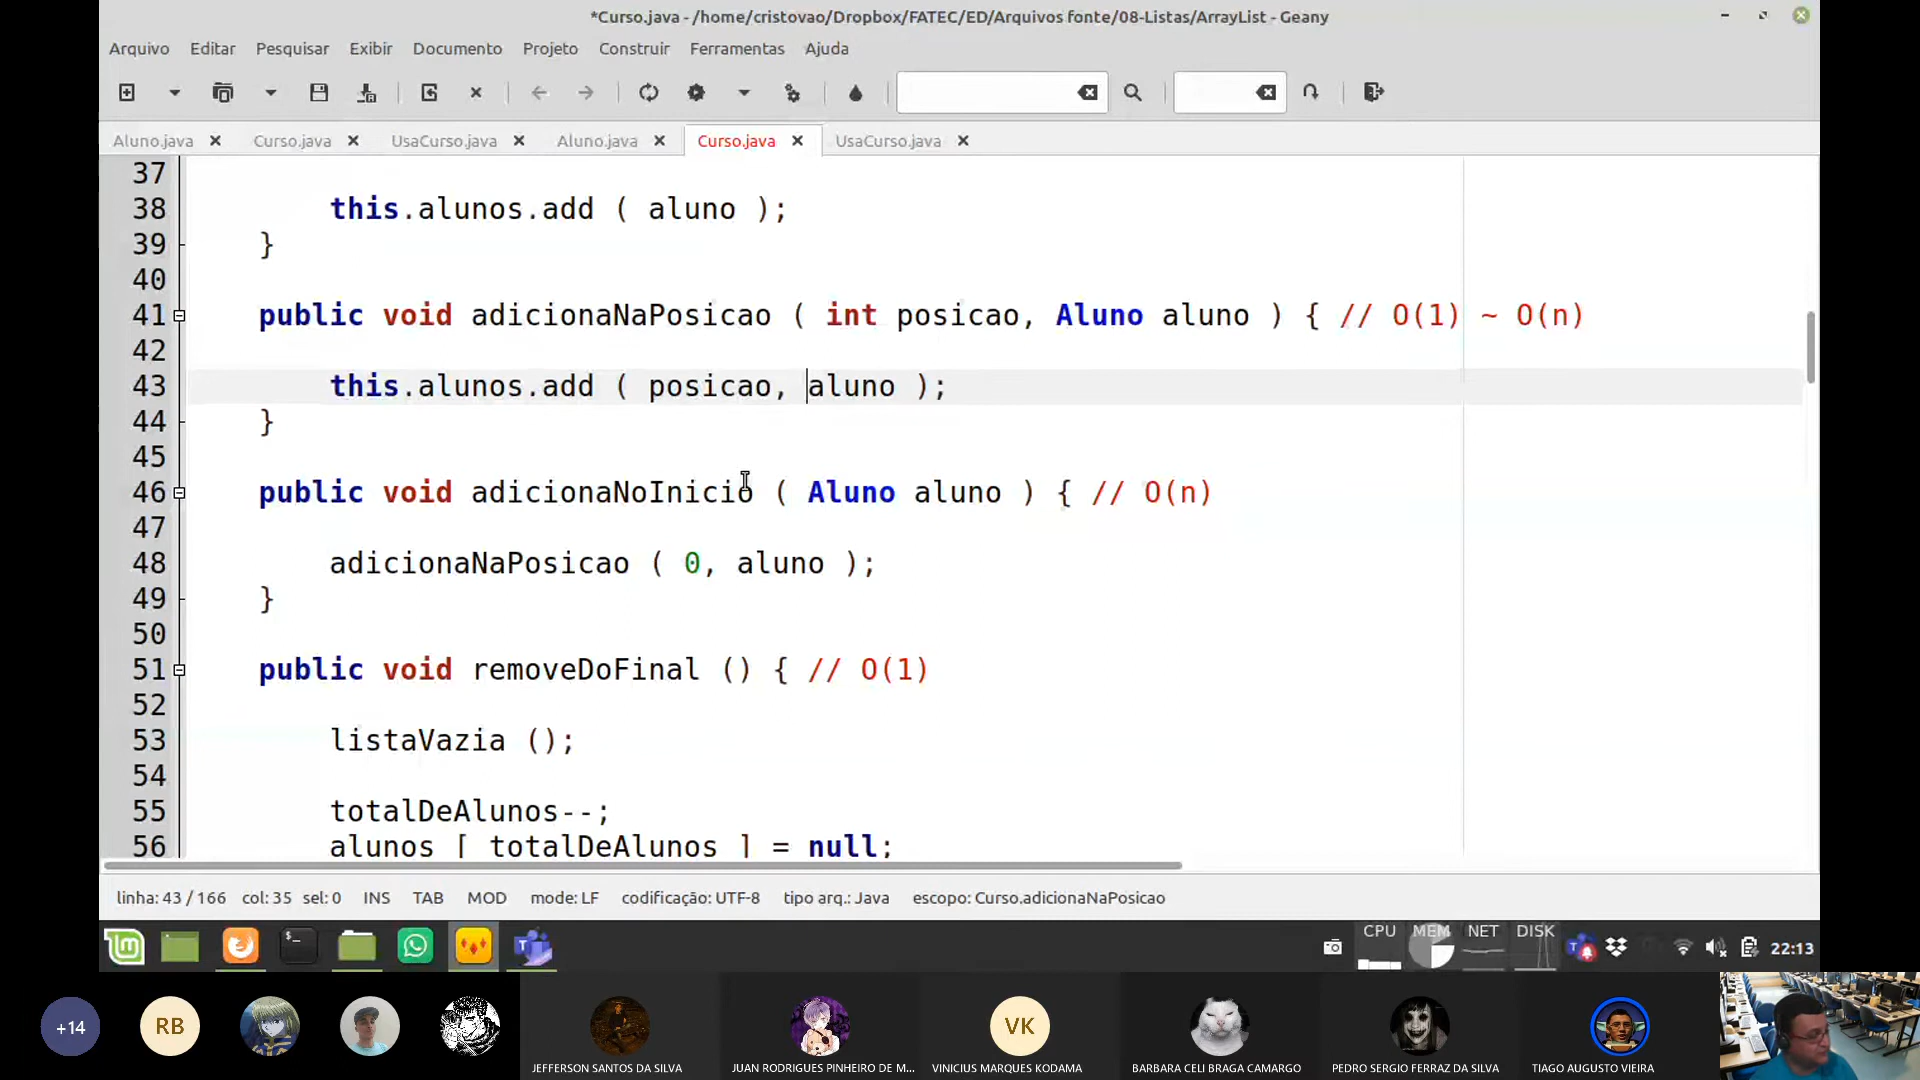 *Curso.java - /home/cristovao/Dropbox/FATEC/ED/Arquivos fonte/08-Listas/ArrayList - Geany
Arquivo Editar Pesquisar Exibir Documento Projeto Construir Ferramentas Ajuda
Aluno.java Curso.java UsaCurso.java Aluno.java Curso.java UsaCurso.java
37
38 this.alunos.add ( aluno );
39 }
40
41 public void adicionaNaPosicao ( int posicao, Aluno aluno ) { // O(1) ~ O(n)
42
43 this.alunos.add ( posicao, aluno );
44 }
45
46 public void adicionaNoInicio ( Aluno aluno ) { // O(n)
47
48 adicionaNaPosicao ( 0, aluno );
49 }
50
51 public void removeDoFinal () { // O(1)
52
53 listaVazia ();
54
55 totalDeAlunos--;
56 alunos [ totalDeAlunos ] = null;
linha: 43 / 166 col: 35 sel: 0 INS TAB MOD mode: LF codificação: UTF-8 tipo arq.: Java escopo: Curso.adicionaNaPosicao
CPU MEM NET DISK
22:13
+14 RB VK
JEFFERSON SANTOS DA SILVA JUAN RODRIGUES PINHEIRO DE M... VINICIUS MARQUES KODAMA BARBARA CELI BRAGA CAMARGO PEDRO SERGIO FERRAZ DA SILVA TIAGO AUGUSTO VIEIRA